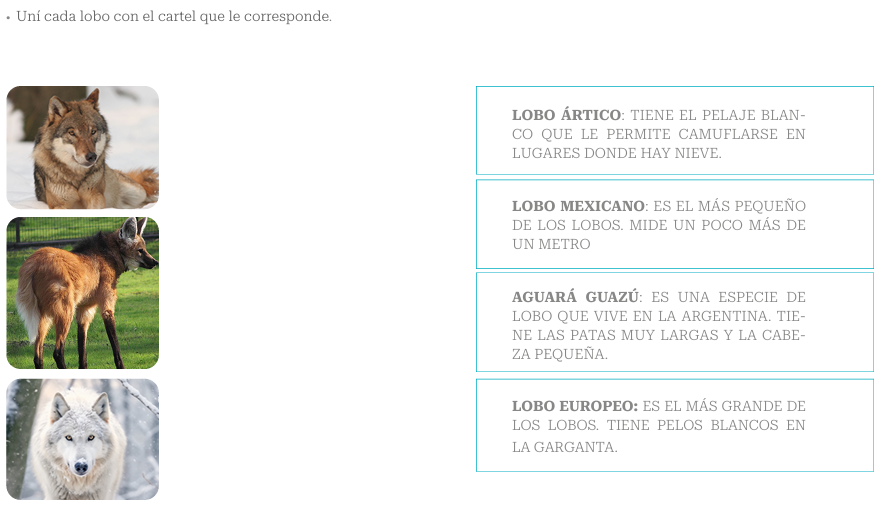 • Uní cada lobo con el cartel que le corresponde.
LOBO ÁRTICO: TIENE EL PELAJE BLAN-
CO QUE LE PERMITE CAMUFLARSE EN
LUGARES DONDE HAY NIEVE.
LOBO MEXICANO: ES EL MÁS PEQUEÑO
DE LOS LOBOS. MIDE UN POCO MÁS DE
UN METRO
AGUARÁ GUAZÚ: ES UNA ESPECIE DE
LOBO QUE VIVE EN LA ARGENTINA. TIE-
NE LAS PATAS MUY LARGAS Y LA CABE-
ZA PEQUEÑA.
LOBO EUROPEO: ES EL MÁS GRANDE DE
LOS LOBOS. TIENE PELOS BLANCOS EN
LA GARGANTA.